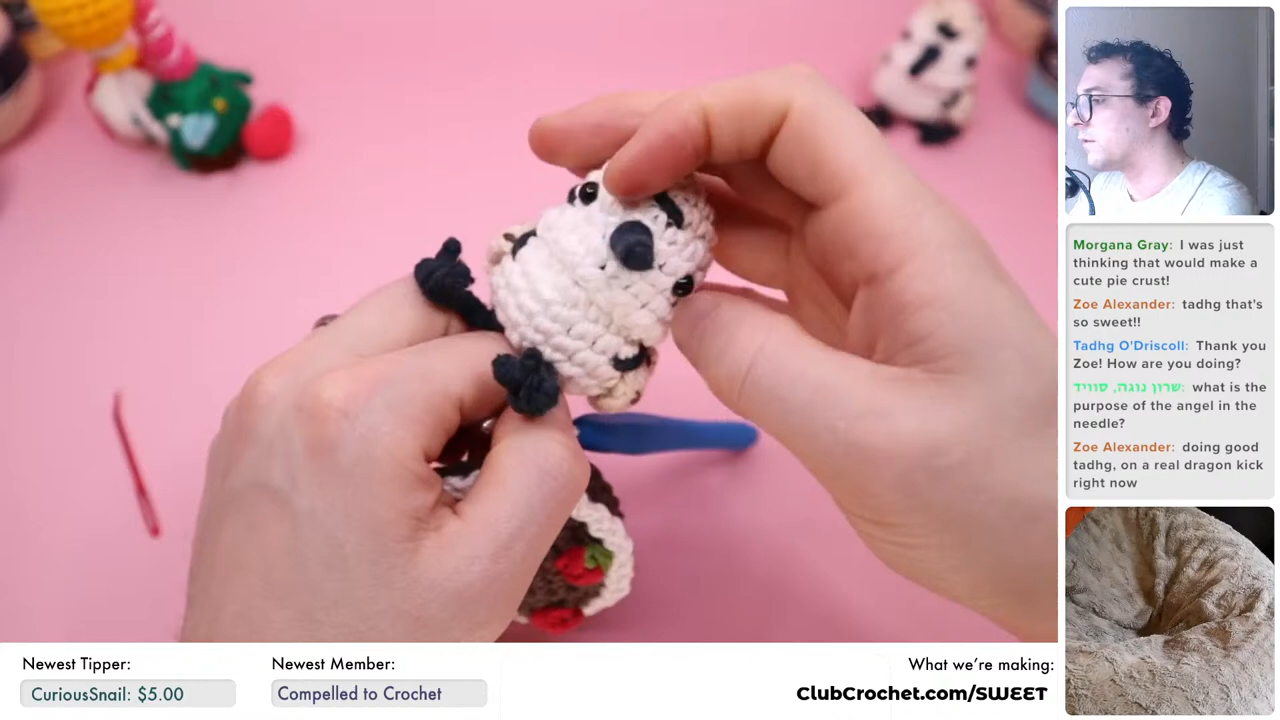 Morgana Gray: I was just
thinking that would make a
cute pie crust!
Zoe Alexander: tadhg that's
so sweet!!
Tadhg O'Driscoll: Thank you
Zoe! How are you doing?
שרון נוגה, סוויד: what is the
purpose of the angel in the
needle?
Zoe Alexander: doing good
tadhg, on a real dragon kick
right now
Newest Tipper:
CuriousSnail: $5.00
Newest Member:
Compelled to Crochet
What we're making:
ClubCrochet.com/SWEET